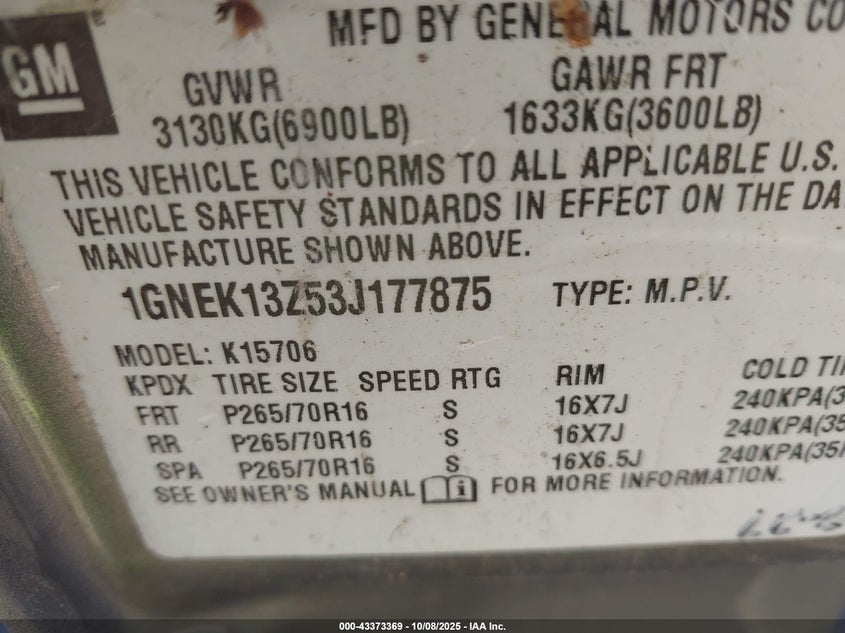 GM
MFD BY GENERAL MOTORS CO
GVWR GAWR FRT
3130KG(6900LB) 1633KG(3600LB)
THIS VEHICLE CONFORMS TO ALL APPLICABLE U.S.
VEHICLE SAFETY STANDARDS IN EFFECT ON THE DA
MANUFACTURE SHOWN ABOVE.
1GNEK13Z53J177875 TYPE: M.P.V.
MODEL: K15706
KPDX TIRE SIZE SPEED RTG RIM COLD TI
FRT P265/70R16 S 16X7J 240KPA(3
RR P265/70R16 S 16X7J 240KPA(35
SPA P265/70R16 S 16X6.5J 240KPA(35
SEE OWNER'S MANUAL FOR MORE INFORMATION.
000-43373369 - 10/08/2025 - IAA Inc.